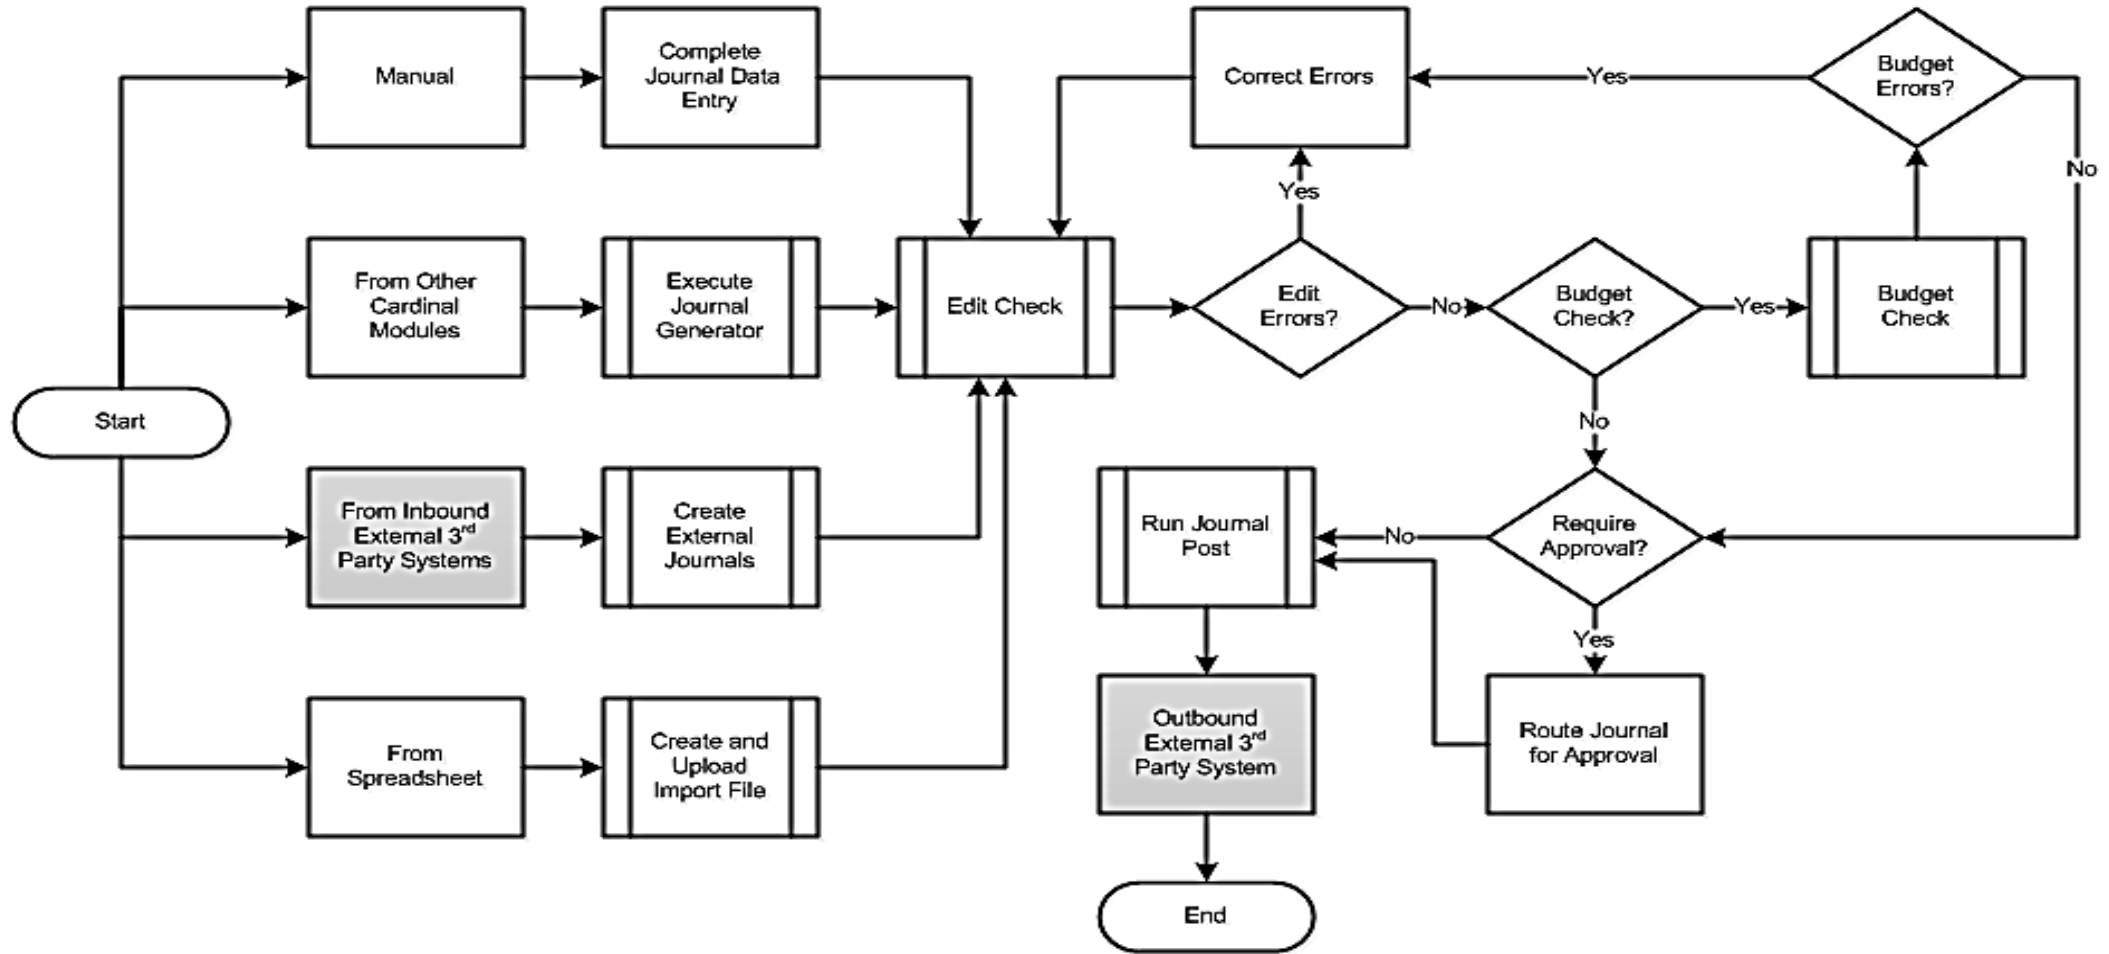 Manual
Complete
Journal Data
Entry
Correct Errors
Yes
Budget
Errors?
No
Yes
From Other
Cardinal
Modules
Execute
Journal
Generator
Edit Check
Edit
Errors?
No
Budget
Check?
Yes
Budget
Check
Start
No
From Inbound
External 3rd
Party Systems
Create
External
Journals
Run Journal
Post
No
Require
Approval?
Yes
From
Spreadsheet
Create and
Upload
Import File
Outbound
External 3rd
Party System
Route Journal
for Approval
End